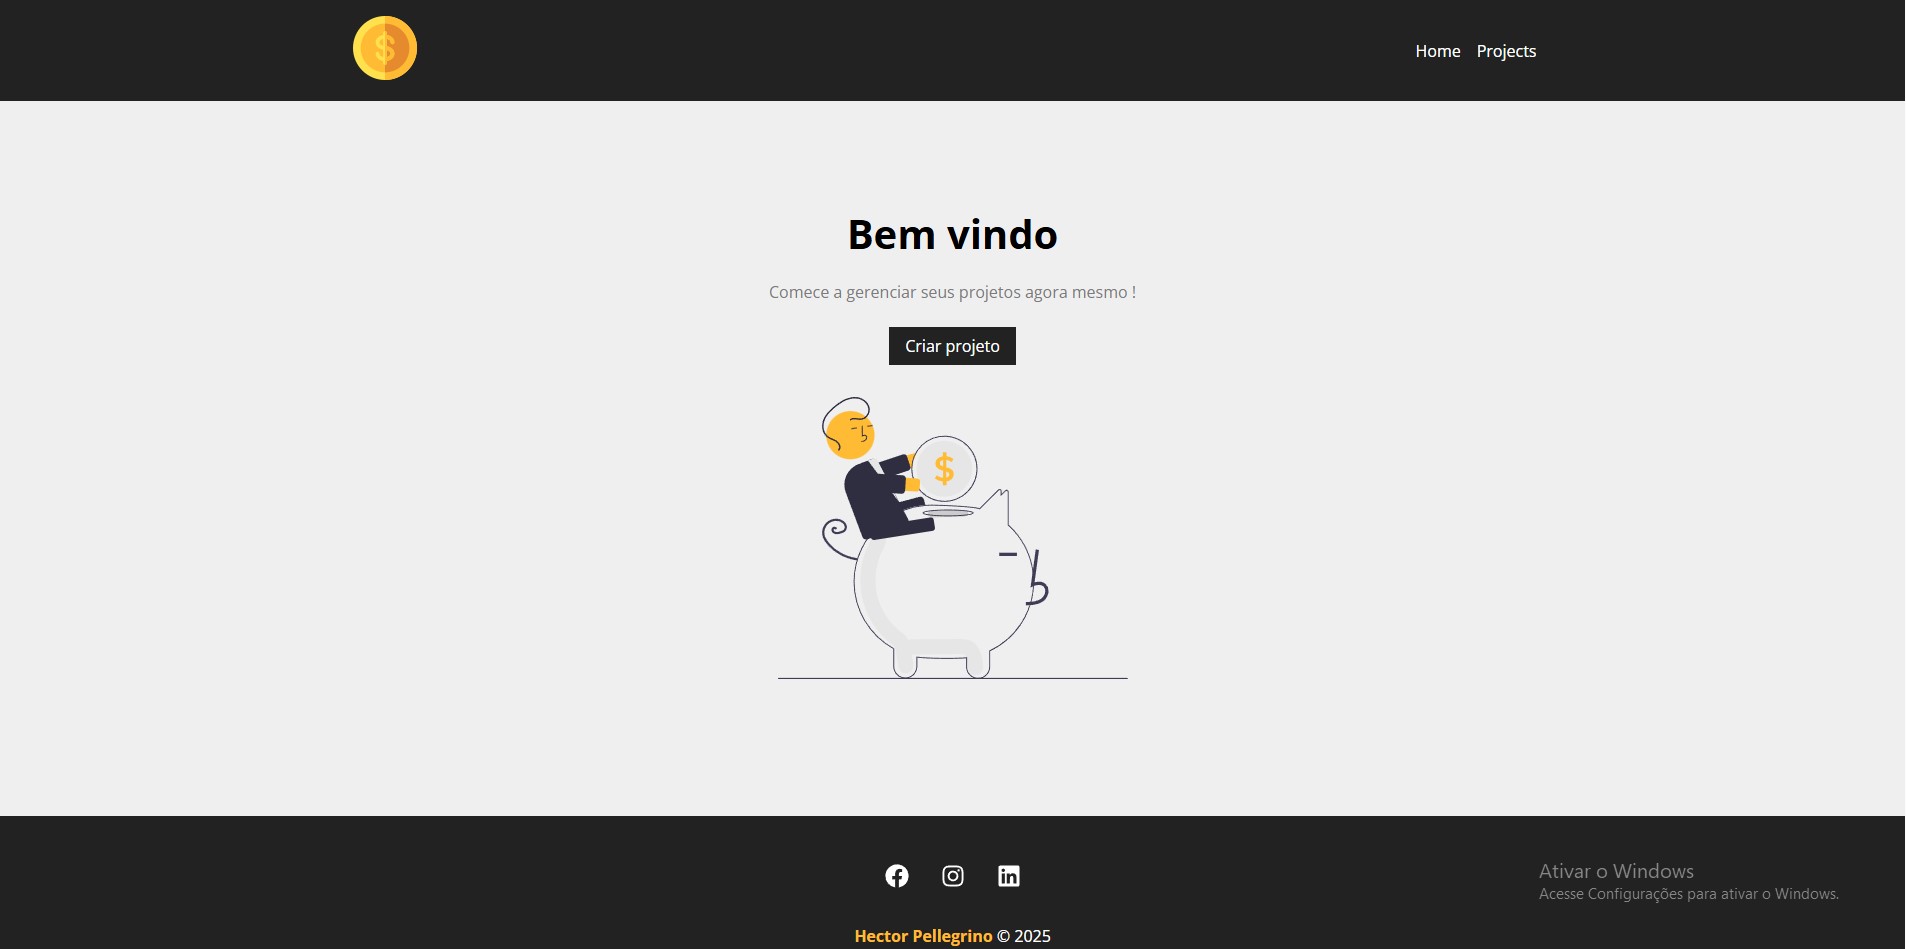 $
Home Projects
Bem vindo
Comece a gerenciar seus projetos agora mesmo !
Criar projeto
$
Ativar o Windows
Acesse Configurações para ativar o Windows.
Hector Pellegrino © 2025